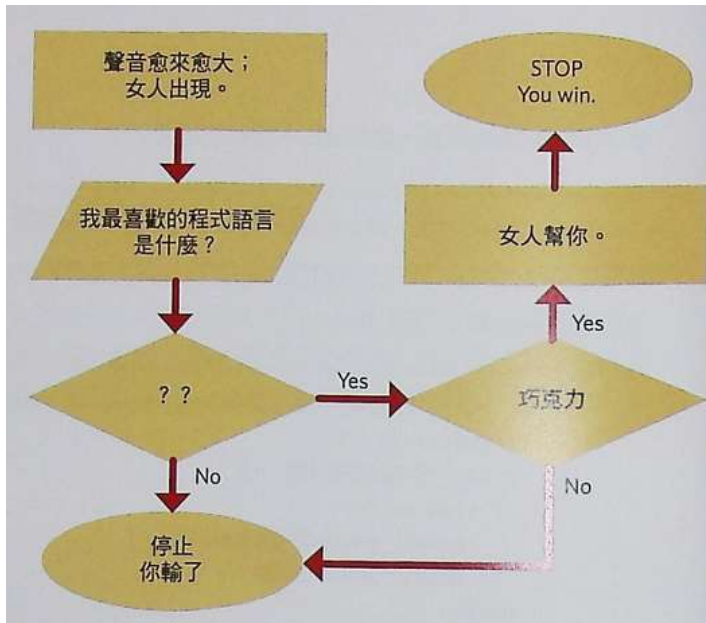 聲音愈來愈大；
女人出現。
我最喜歡的程式語言
是什麼？
？？
Yes
No
停止
你輸了
巧克力
Yes
No
女人幫你。
STOP
You win.